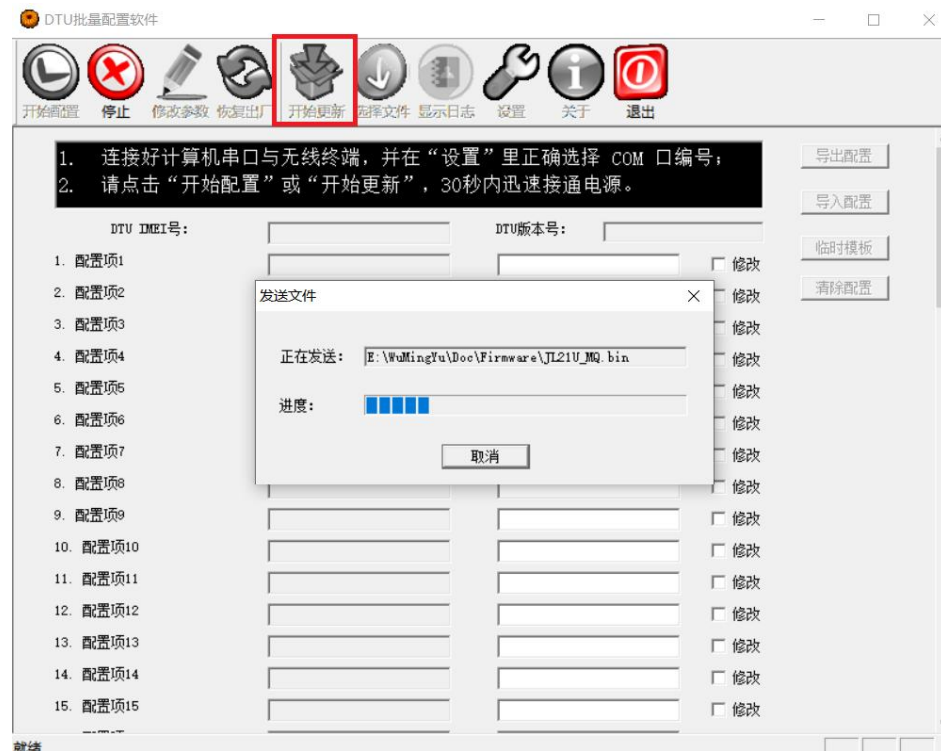 DTU批量配置软件
开始配置 停止 修改参数 恢复出厂 开始更新 选择文件 显示日志 设置 关于 退出
1. 连接好计算机串口与无线终端，并在“设置”里正确选择 COM 口编号；
2. 请点击“开始配置”或“开始更新”，30秒内迅速接通电源。
导出配置
导入配置
临时模板
清除配置
DTU IMEI号： DTU版本号：
1. 配置项1 修改
2. 配置项2 修改
3. 配置项3 修改
4. 配置项4 修改
5. 配置项5 修改
6. 配置项6 修改
7. 配置项7 修改
8. 配置项8 修改
9. 配置项9 修改
10. 配置项10 修改
11. 配置项11 修改
12. 配置项12 修改
13. 配置项13 修改
14. 配置项14 修改
15. 配置项15 修改
发送文件
正在发送： E:\WuMingYu\Doc\Firmware\JL21U_MQ.bin
进度：
取消
就绪